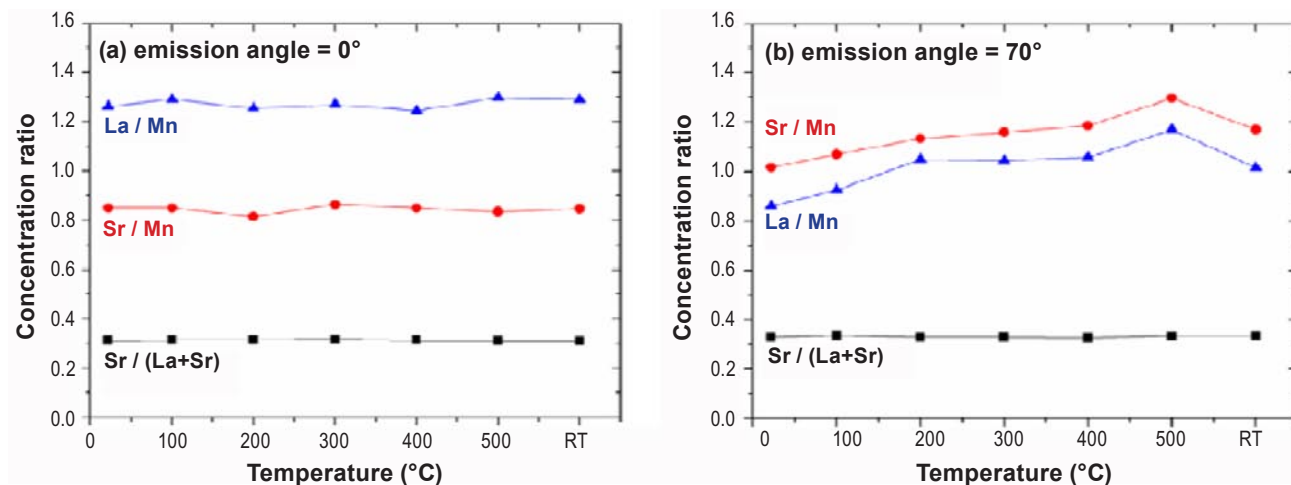 (a) emission angle = 0°
Concentration ratio
1.6
1.4
1.2
1.0
0.8
0.6
0.4
0.2
0.0
La / Mn
Sr / Mn
Sr / (La+Sr)
0 100 200 300 400 500 RT
Temperature (°C)
(b) emission angle = 70°
Concentration ratio
1.6
1.4
1.2
1.0
0.8
0.6
0.4
0.2
0.0
Sr / Mn
La / Mn
Sr / (La+Sr)
0 100 200 300 400 500 RT
Temperature (°C)